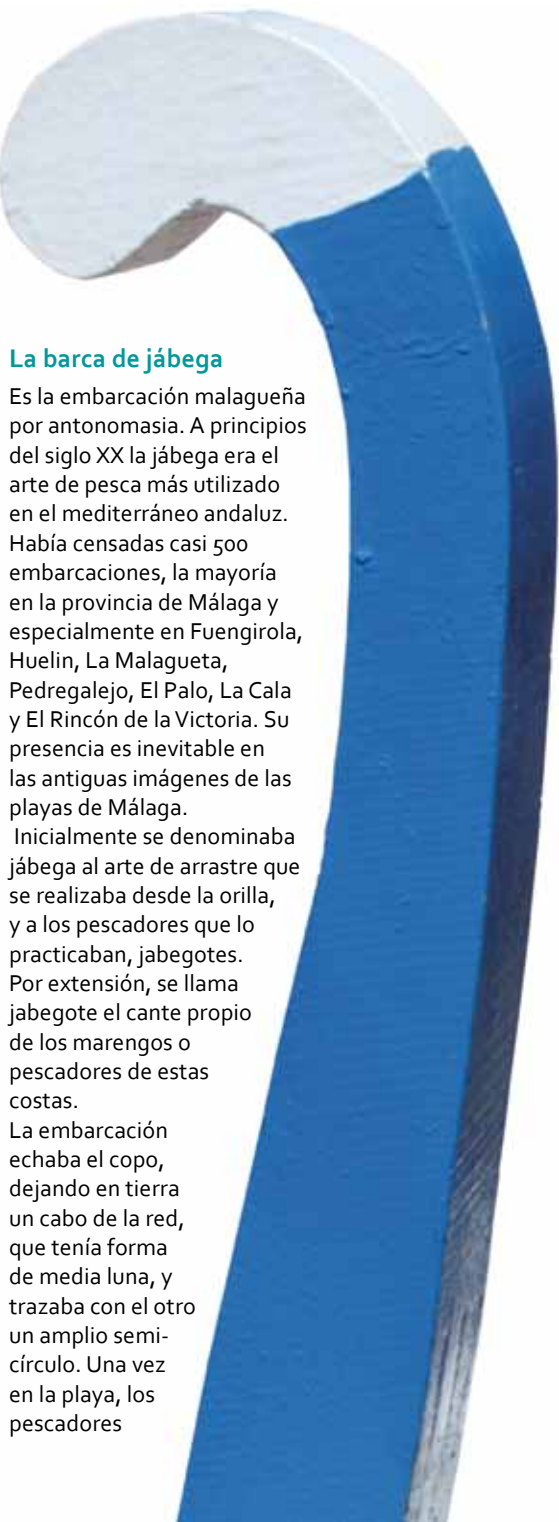 La barca de jábega
Es la embarcación malagueña
por antonomasia. A principios
del siglo XX la jábega era el
arte de pesca más utilizado
en el mediterráneo andaluz.
Había censadas casi 500
embarcaciones, la mayoría
en la provincia de Málaga y
especialmente en Fuengirola,
Huelin, La Malagueta,
Pedregalejo, El Palo, La Cala
y El Rincón de la Victoria. Su
presencia es inevitable en
las antiguas imágenes de las
playas de Málaga.
Inicialmente se denominaba
jábega al arte de arrastre que
se realizaba desde la orilla,
y a los pescadores que lo
practicaban, jabegotes.
Por extensión, se llama
jabegote el cante propio
de los marengos o
pescadores de estas
costas.
La embarcación
echaba el copo,
dejando en tierra
un cabo de la red,
que tenía forma
de media luna, y
trazaba con el otro
un amplio semi-
círculo. Una vez
en la playa, los
pescadores